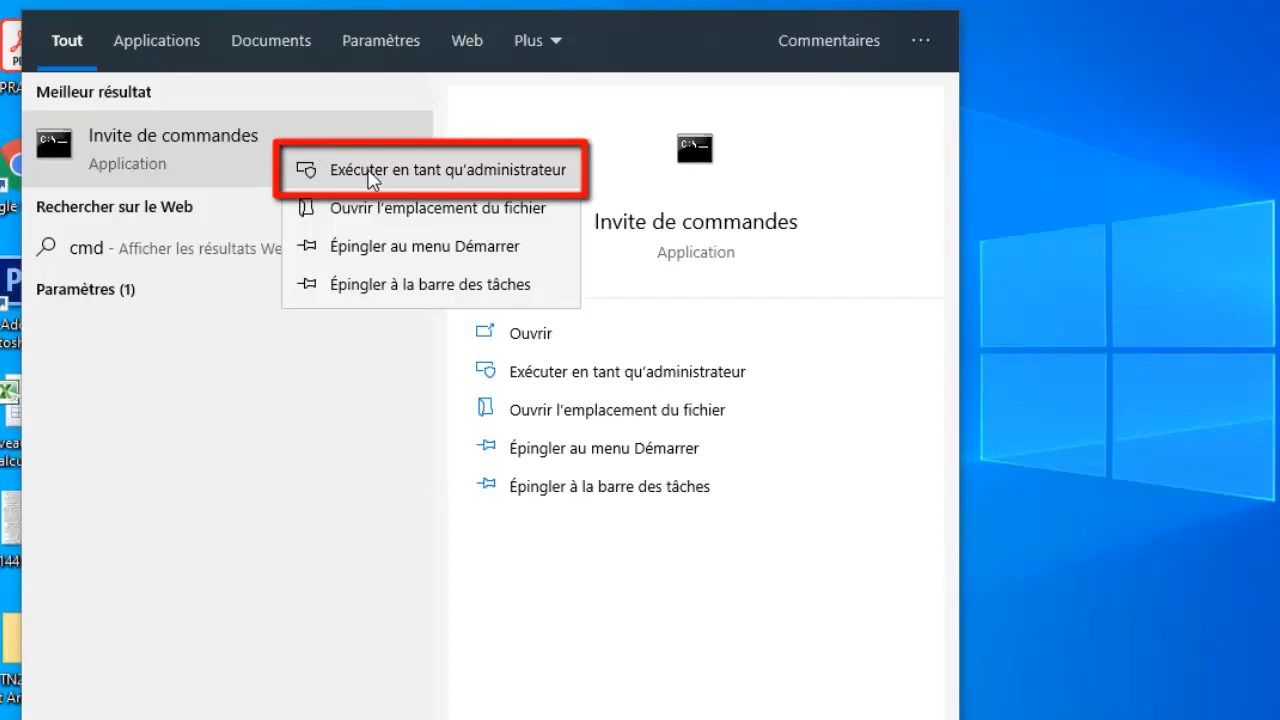 Tout Applications Documents Paramètres Web Plus Commentaires ...
Meilleur résultat
Invite de commandes
Application
Exécuter en tant qu'administrateur
Ouvrir l'emplacement du fichier
Épingler au menu Démarrer
Épingler à la barre des tâches
Rechercher sur le Web
cmd - Afficher les résultats We
Paramètres (1)
C:\_
Invite de commandes
Application
Ouvrir
Exécuter en tant qu'administrateur
Ouvrir l'emplacement du fichier
Épingler au menu Démarrer
Épingler à la barre des tâches